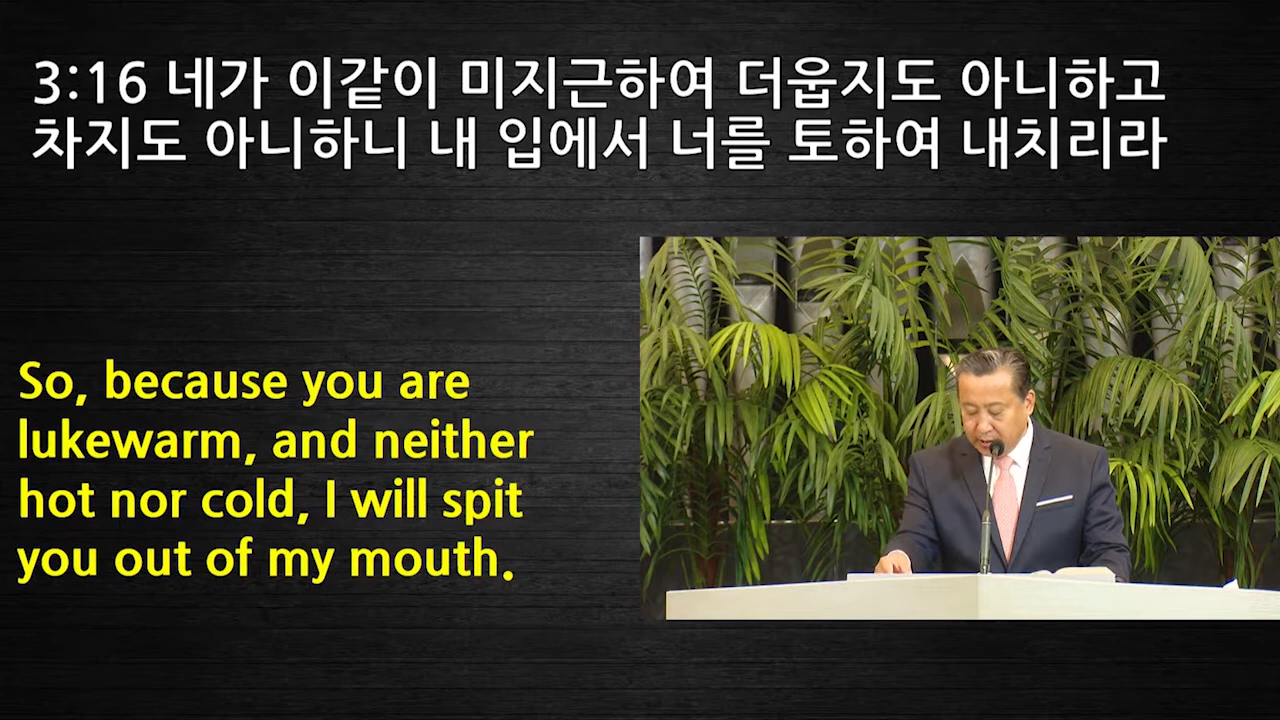 3:16 네가 이같이 미지근하여 더웁지도 아니하고
차지도 아니하니 내 입에서 너를 토하여 내치리라
So, because you are
lukewarm, and neither
hot nor cold, I will spit
you out of my mouth.